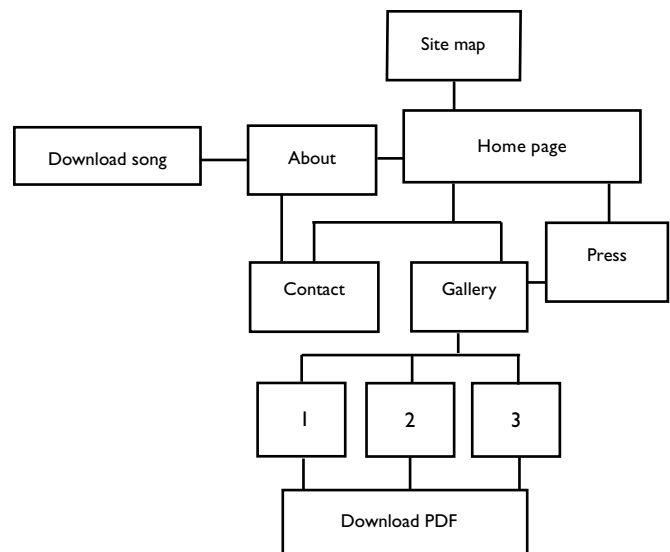 Site map
Download song
About
Home page
Contact
Gallery
Press
1
2
3
Download PDF